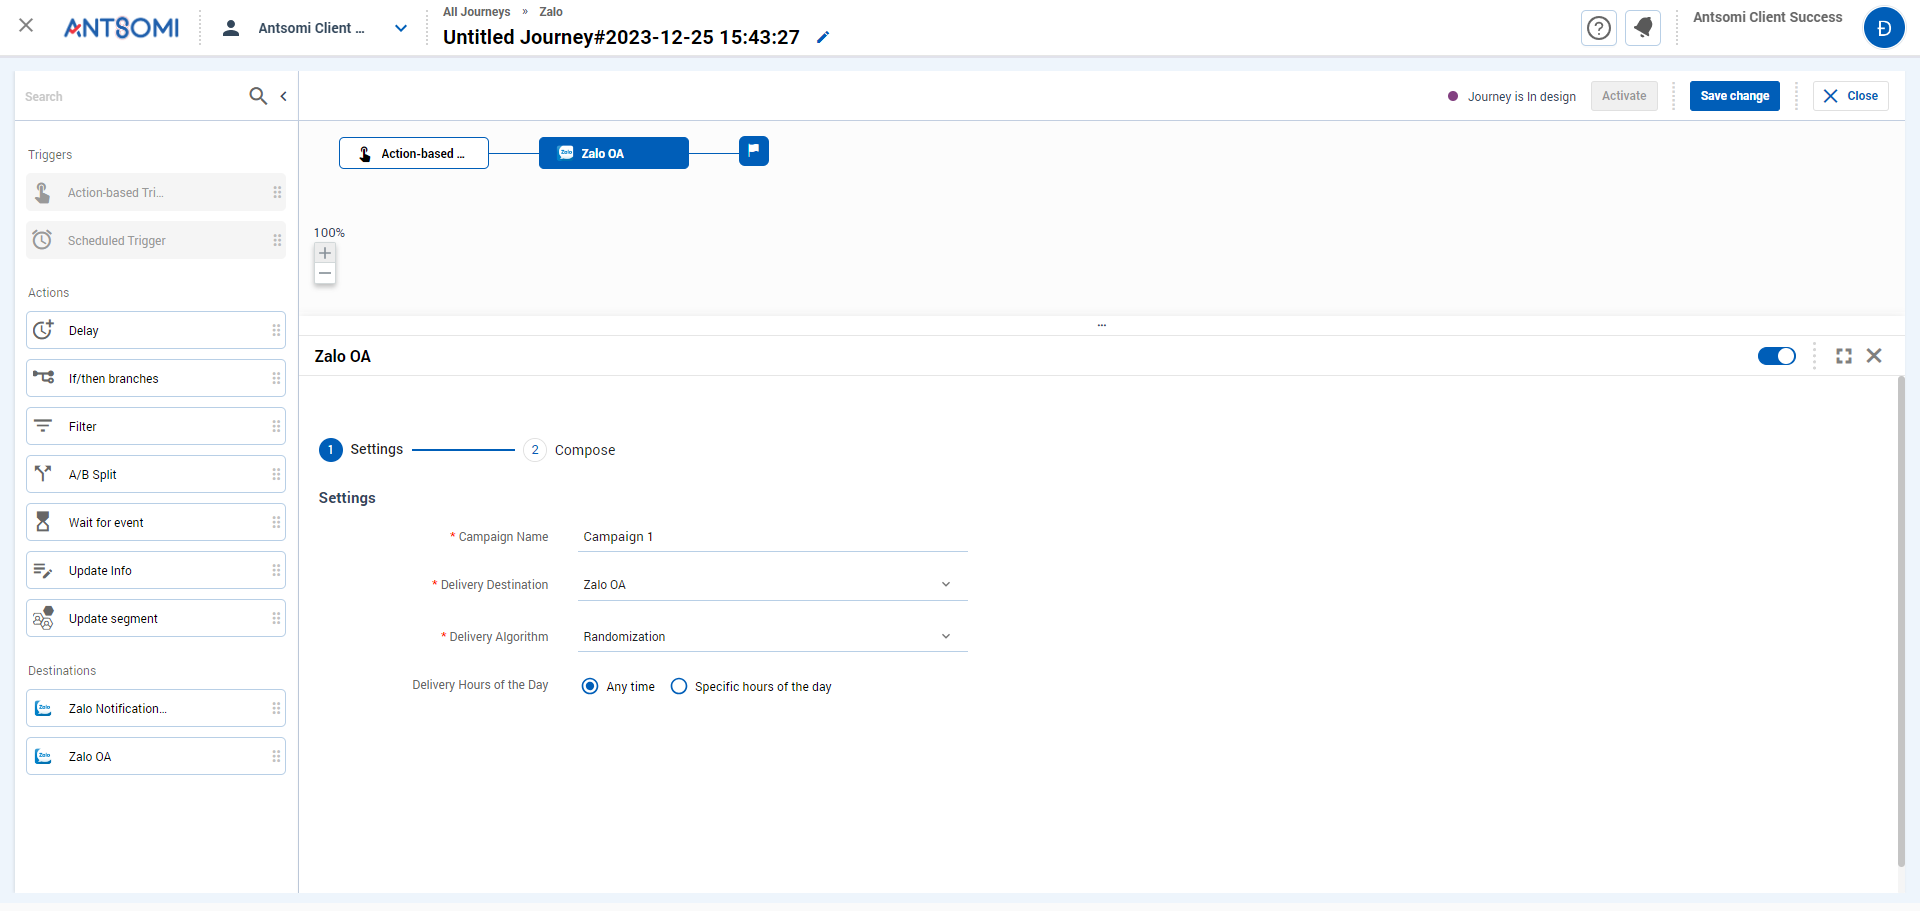 ANTSOMI
Antsomi Client ...
All Journeys » Zalo
Untitled Journey#2023-12-25 15:43:27
Antsomi Client Success
Đ
Search
Journey is In design
Activate
Save change
Close
Triggers
Action-based Tri...
Scheduled Trigger
Actions
Delay
If/then branches
Filter
A/B Split
Wait for event
Update Info
Update segment
Destinations
Zalo Notification...
Zalo OA
Action-based ...
Zalo OA
100%
...
Zalo OA
1 Settings
2 Compose
Settings
* Campaign Name Campaign 1
* Delivery Destination Zalo OA
* Delivery Algorithm Randomization
Delivery Hours of the Day Any time Specific hours of the day